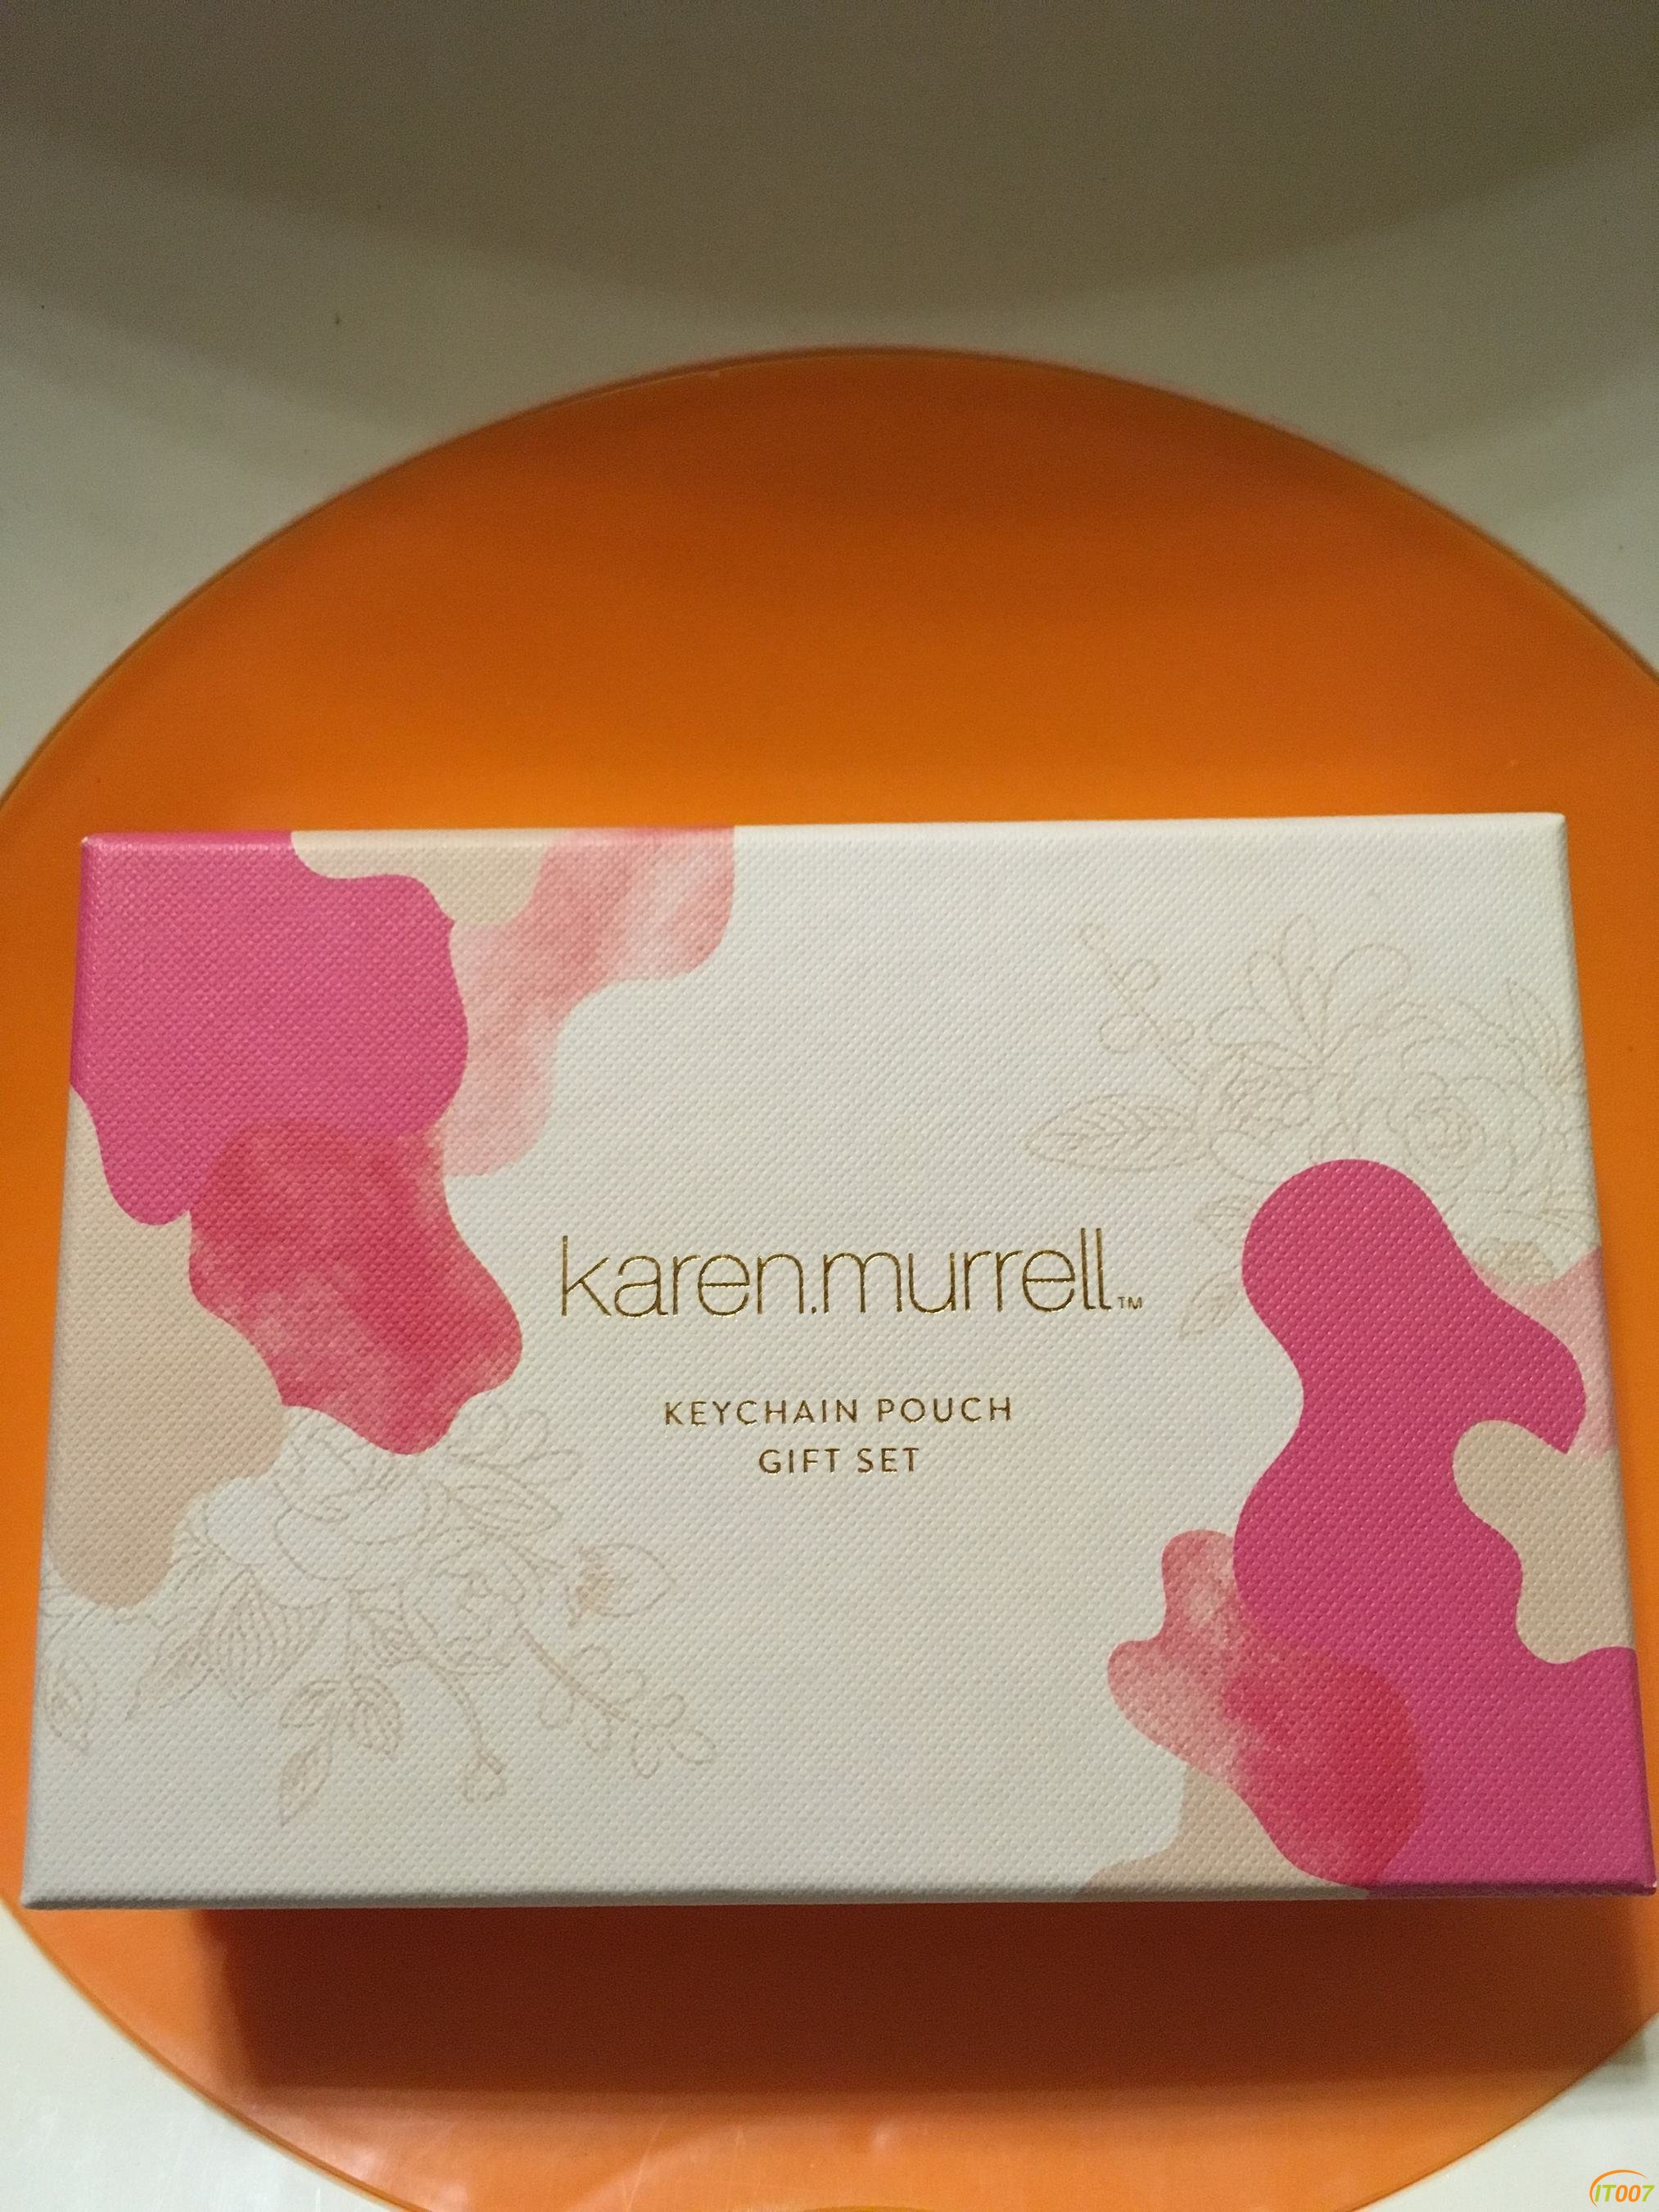 karen.murrell™
KEYCHAIN POUCH
GIFT SET
IT007